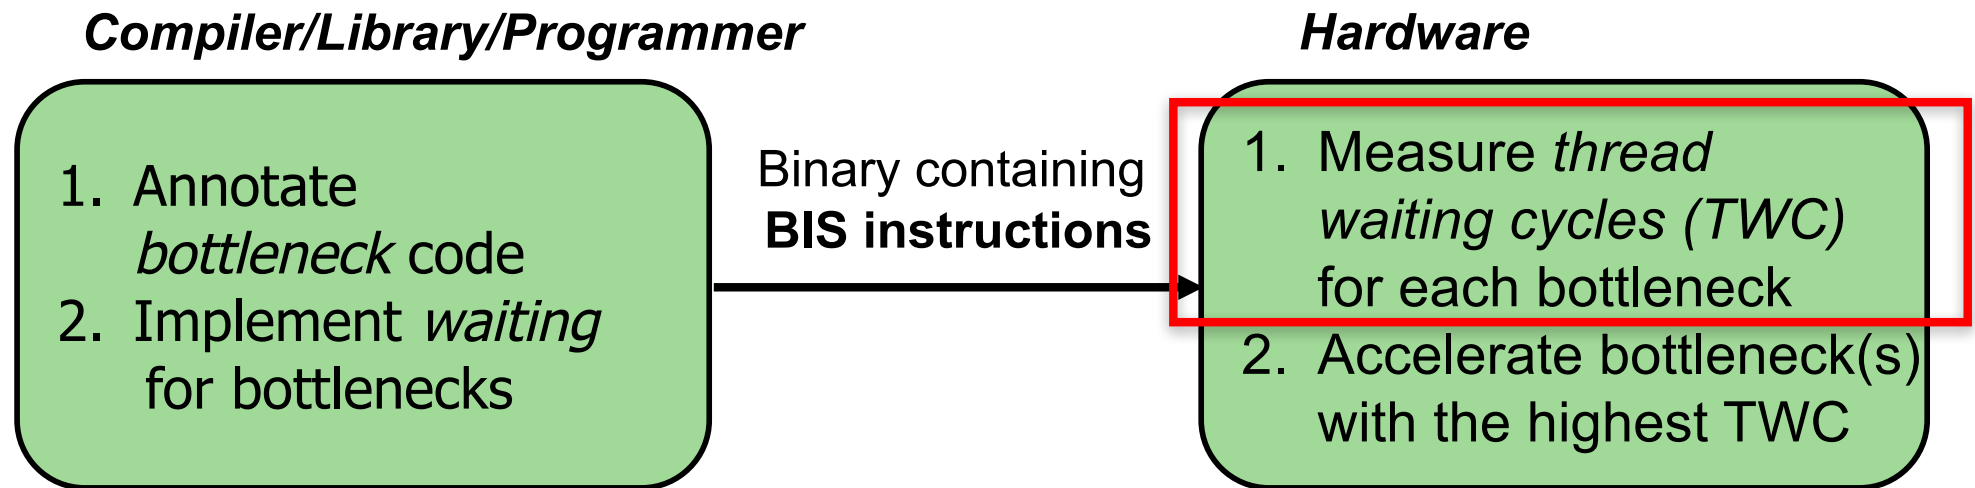 Compiler/Library/Programmer
1. Annotate
bottleneck code
2. Implement waiting
for bottlenecks
Binary containing
BIS instructions
Hardware
1. Measure thread
waiting cycles (TWC)
for each bottleneck
2. Accelerate bottleneck(s)
with the highest TWC